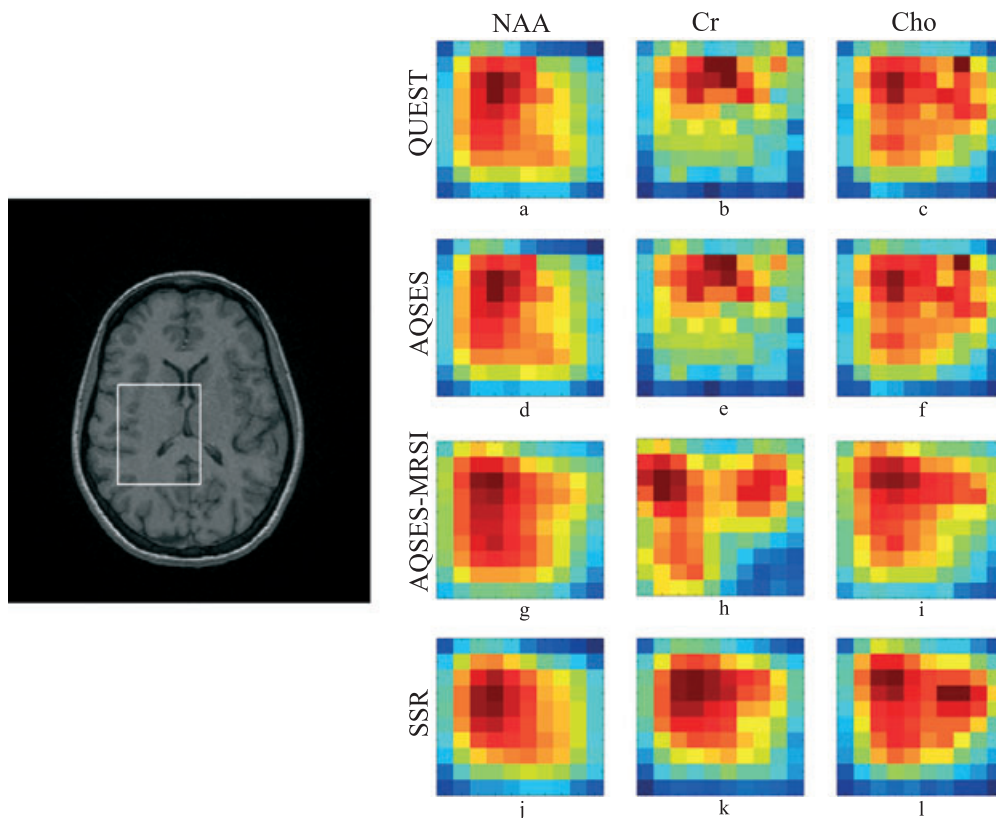 NAA Cr Cho
QUEST
a b c
AQSES
d e f
AQSES-MRSI
g h i
SSR
j k l